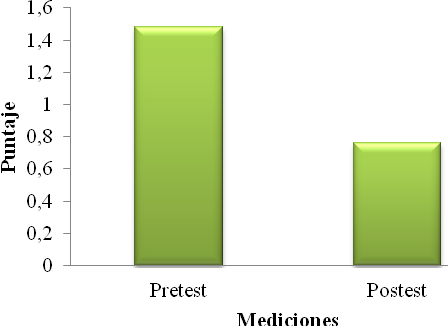 1,6
1,4
1,2
1
0,8
0,6
0,4
0,2
0
Puntaje
Pretest
Postest
Mediciones